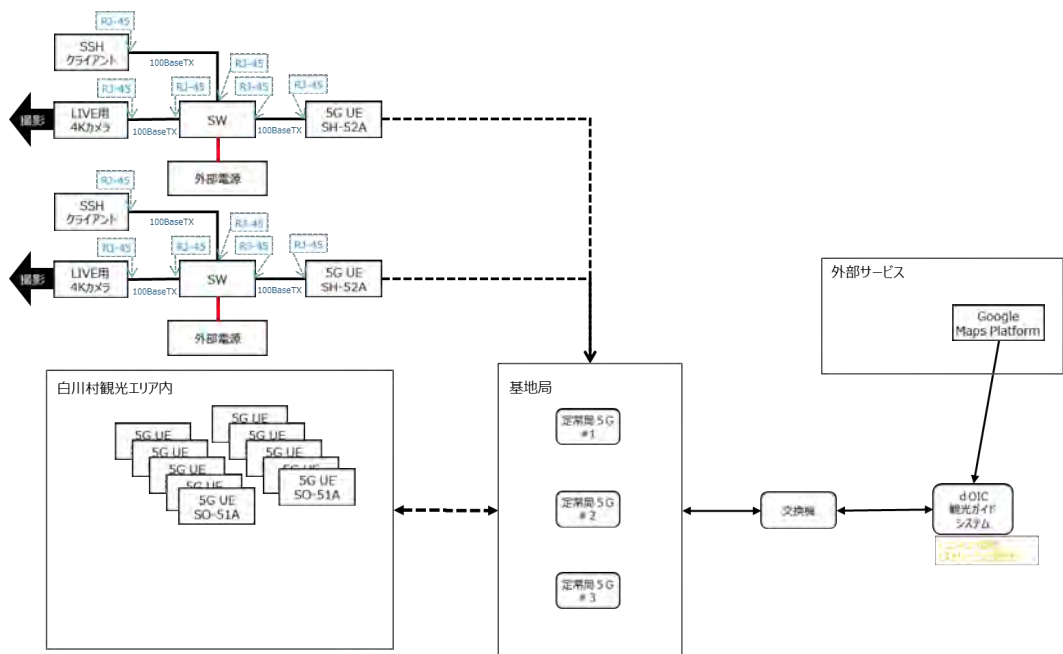 RJ-45
SSH
クライアント
100BaseTX
RJ-45
RJ-45
RJ-45
RJ-45
RJ-45
撮影
LIVE用
4Kカメラ
100BaseTX
SW
100BaseTX
5G UE
SH-52A
外部電源
RJ-45
SSH
クライアント
100BaseTX
RJ-45
RJ-45
RJ-45
RJ-45
RJ-45
撮影
LIVE用
4Kカメラ
100BaseTX
SW
100BaseTX
5G UE
SH-52A
外部電源
外部サービス
Google
Maps Platform
白川村観光エリア内
5G UE
5G UE
5G UE
5G UE
5G UE
5G UE
5G UE
5G UE
5G UE
SO-51A
5G UE
SO-51A
基地局
定常局5G
#1
定常局5G
#2
定常局5G
#3
交換機
dOIC
観光ガイド
システム